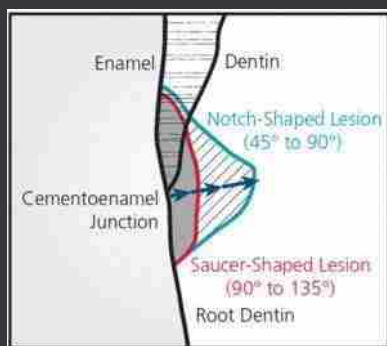 Enamel
Dentin
Notch-Shaped Lesion
(45° to 90°)
Cementoenamel
Junction
Saucer-Shaped Lesion
(90° to 135°)
Root Dentin